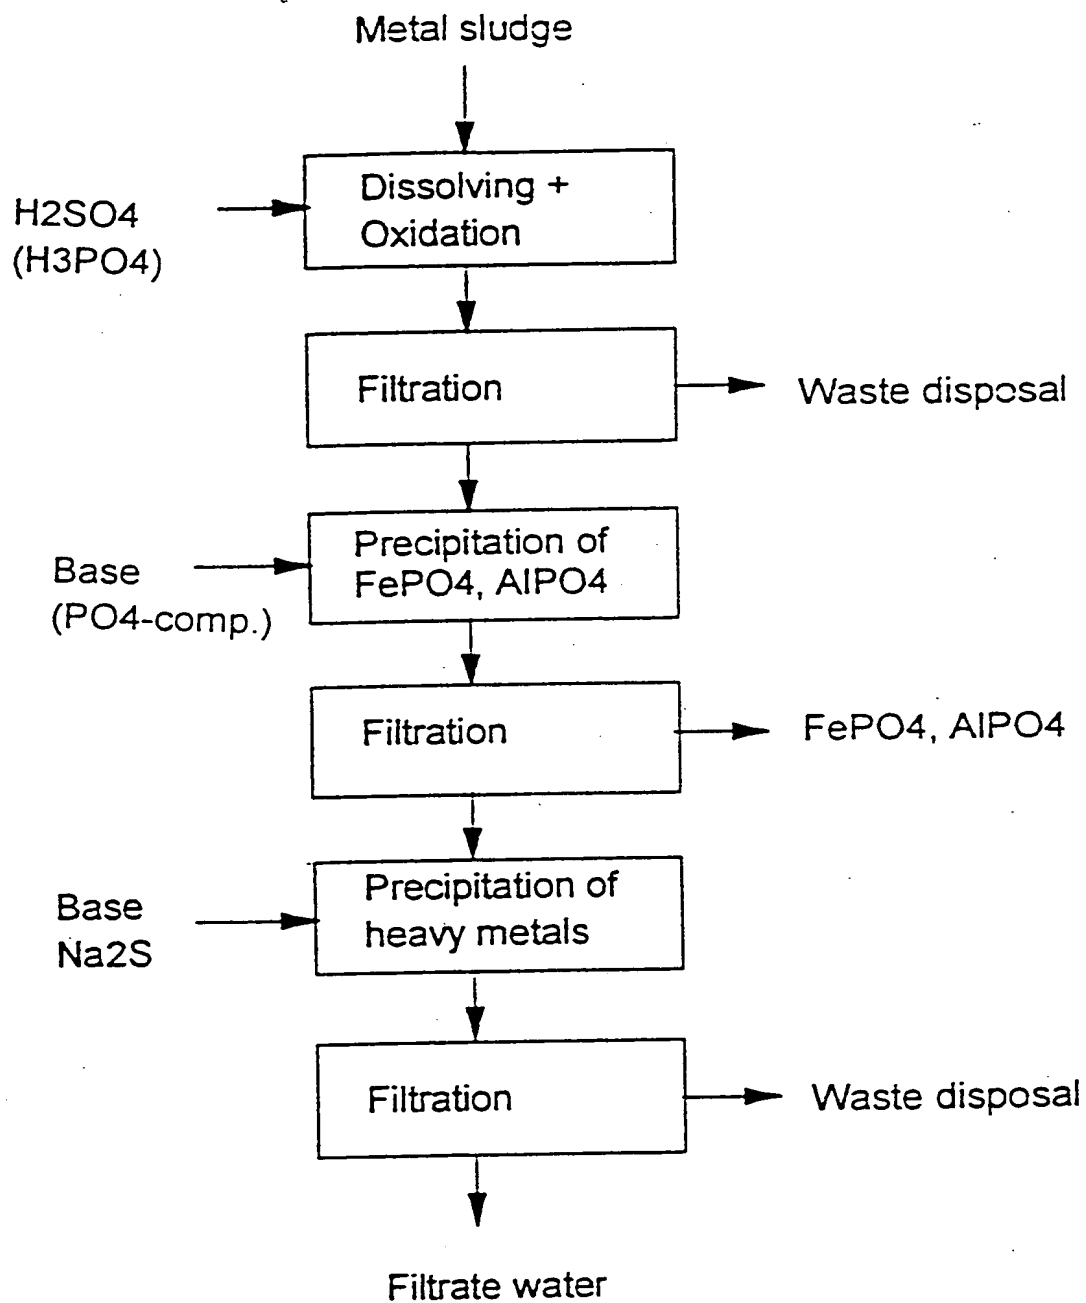 Metal sludge
Dissolving +
Oxidation
H2SO4
(H3PO4)
Filtration
Waste disposal
Precipitation of
FePO4, AlPO4
Base
(PO4-comp.)
Filtration
FePO4, AlPO4
Precipitation of
heavy metals
Base
Na2S
Filtration
Waste disposal
Filtrate water